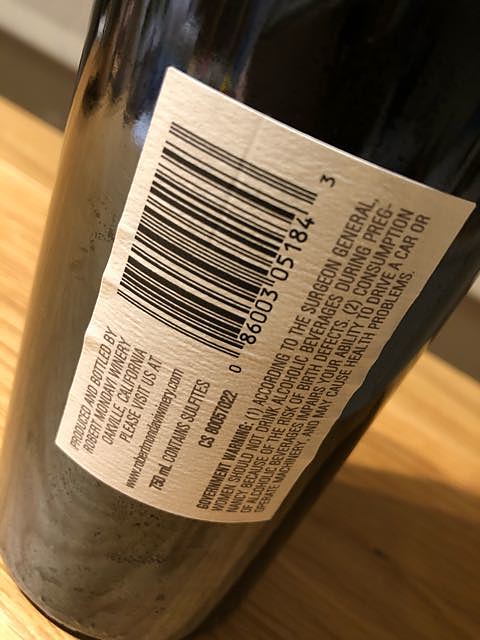 PRODUCED AND BOTTLED BY
ROBERT MONDAVI WINERY
OAKVILLE, CALIFORNIA
PLEASE VISIT US AT
www.robertmondaviwinery.com
750 mL CONTAINS SULFITES
CS 80057022
0 86003 05184 3
GOVERNMENT WARNING: (1) ACCORDING TO THE SURGEON GENERAL,
WOMEN SHOULD NOT DRINK ALCOHOLIC BEVERAGES DURING PREG-
NANCY BECAUSE OF THE RISK OF BIRTH DEFECTS. (2) CONSUMPTION
OF ALCOHOLIC BEVERAGES IMPAIRS YOUR ABILITY TO DRIVE A CAR OR
OPERATE MACHINERY, AND MAY CAUSE HEALTH PROBLEMS.